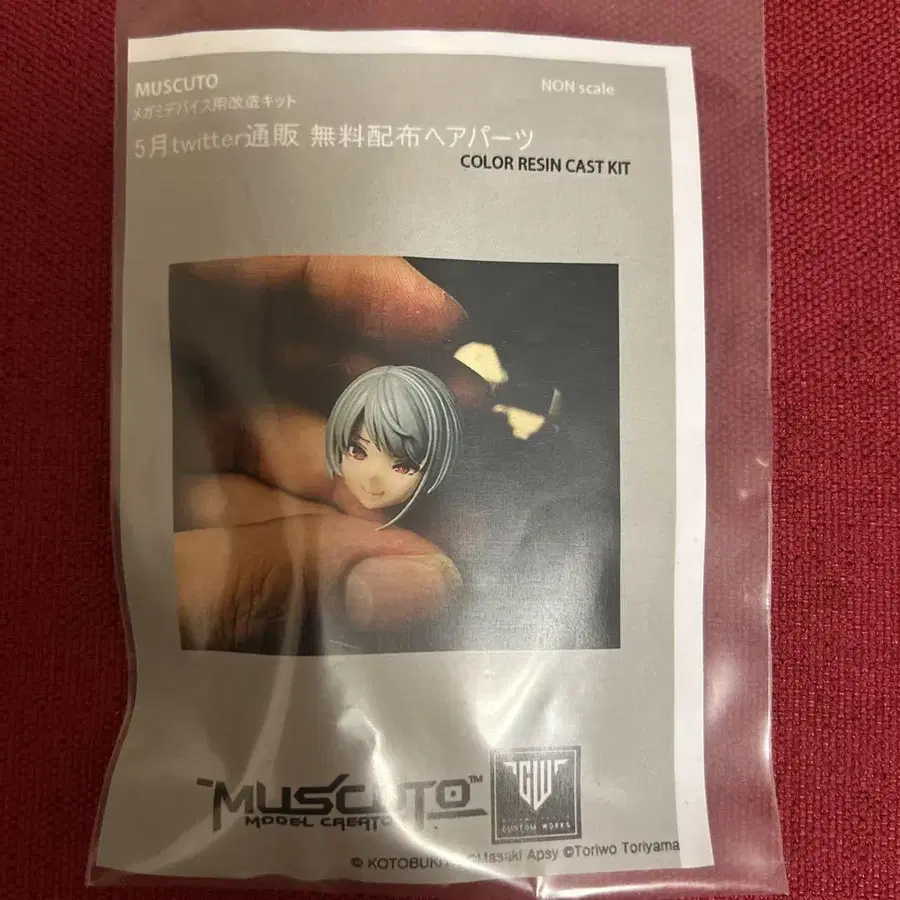 MUSCUTO
NON scale
メガミデバイス用改造キット
5月twitter通販 無料配布ヘアパーツ
COLOR RESIN CAST KIT
MUSCUTO™
MODEL CREATO
CUSTOM WORKS
© KOTOBUKIYA ©Masaki Apsy ©Toriwo Toriyama